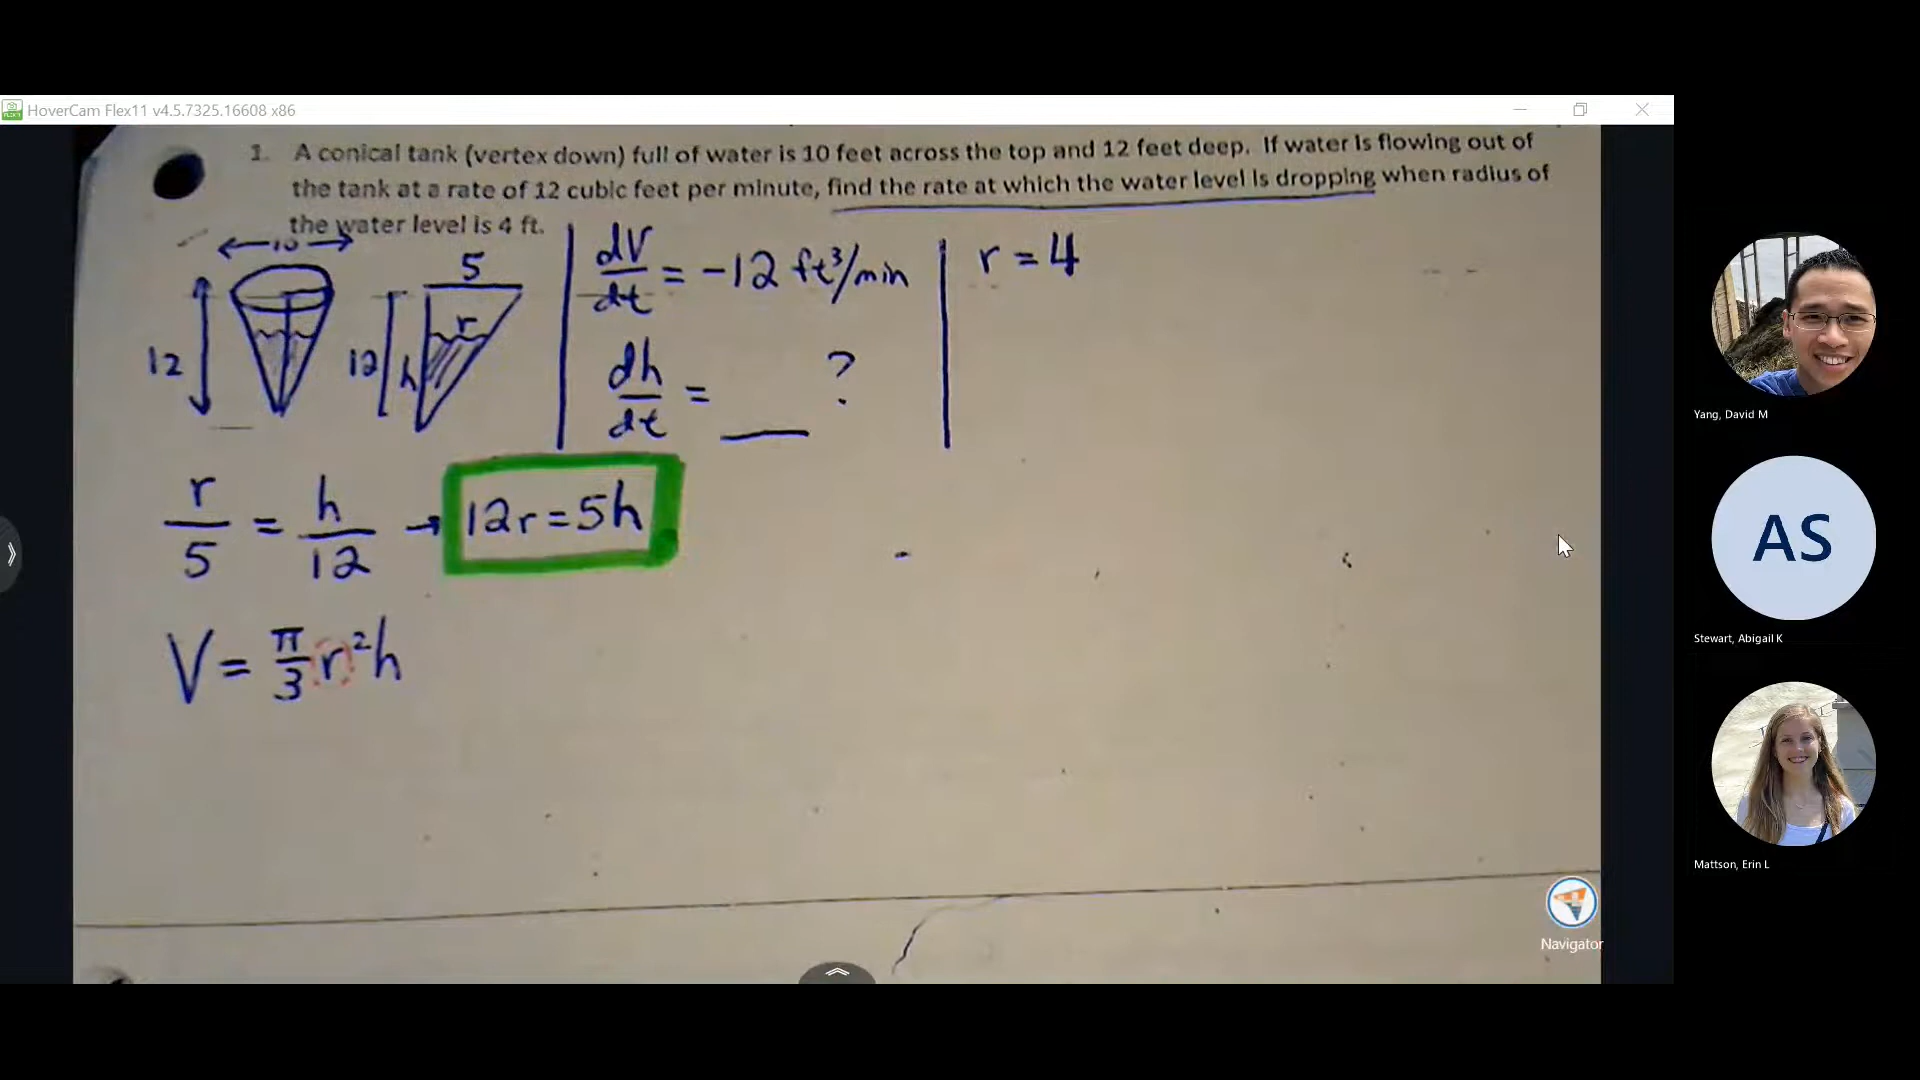 HoverCam Flex11 v4.5.7325.16608 x86
1. A conical tank (vertex down) full of water is 10 feet across the top and 12 feet deep. If water is flowing out of
the tank at a rate of 12 cubic feet per minute, find the rate at which the water level is dropping when radius of
the water level is 4 ft.
10
12
5
r
12
h
dV/dt = -12 ft³/min
dh/dt = ___ ?
r = 4
r/5 = h/12 → 12r = 5h
V = π/3 r²h
Yang, David M
AS
Stewart, Abigail K
Mattson, Erin L
Navigator